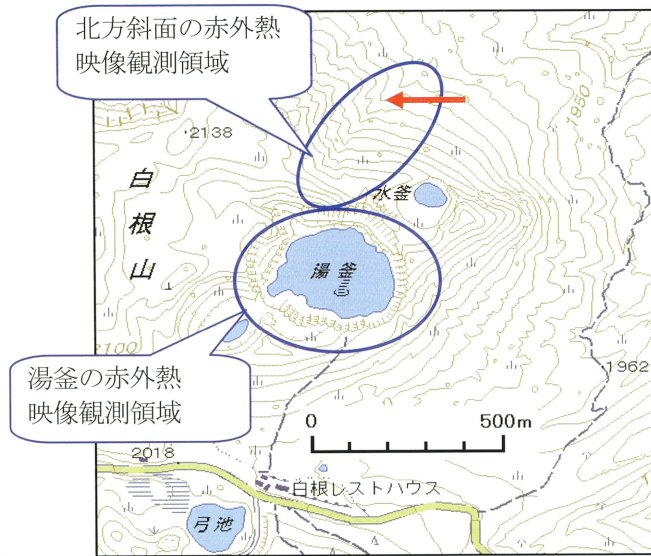 北方斜面の赤外熱
映像観測領域
1950
・2138
白根山
水釜
湯釜
2100
湯釜の赤外熱
映像観測領域
・1962
0 500m
2018
白根レストハウス
弓池